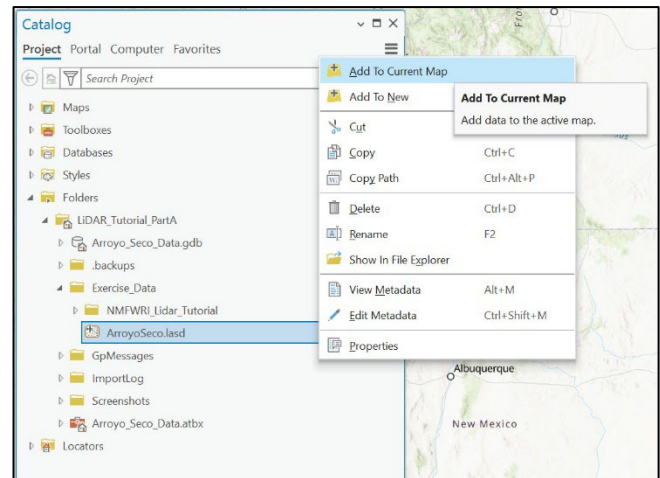 Catalog
Project Portal Computer Favorites
Search Project
Maps
Toolboxes
Databases
Styles
Folders
LiDAR_Tutorial_PartA
Arroyo_Seco_Data.gdb
.backups
Exercise_Data
NMFWRI_Lidar_Tutorial
ArroyoSeco.lasd
GpMessages
ImportLog
Screenshots
Arroyo_Seco_Data.atbx
Locators
Add To Current Map
Add To New
Cut
Copy Ctrl+C
Copy Path Ctrl+Alt+P
Delete Ctrl+D
Rename F2
Show In File Explorer
View Metadata Alt+M
Edit Metadata Ctrl+Shift+M
Properties
Add To Current Map
Add data to the active map.
Albuquerque
New Mexico